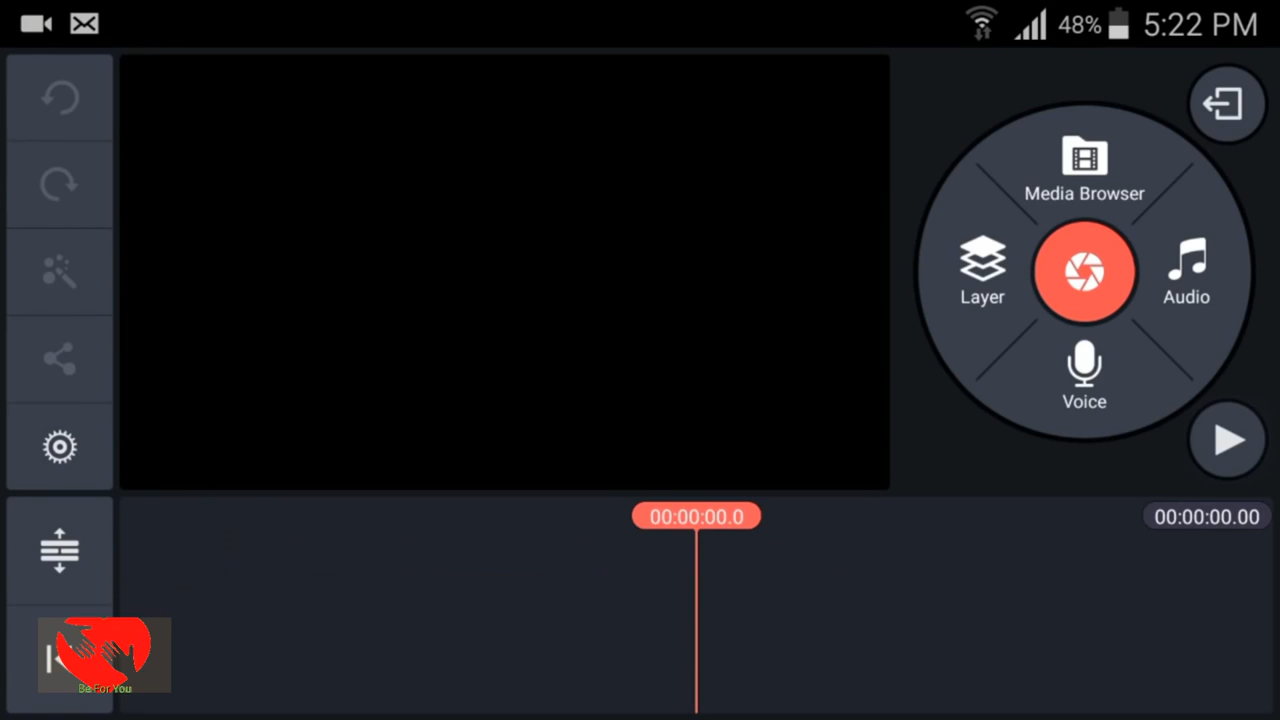 48%
5:22 PM
Media Browser
Layer
Audio
Voice
00:00:00.0
00:00:00.00
Be For You